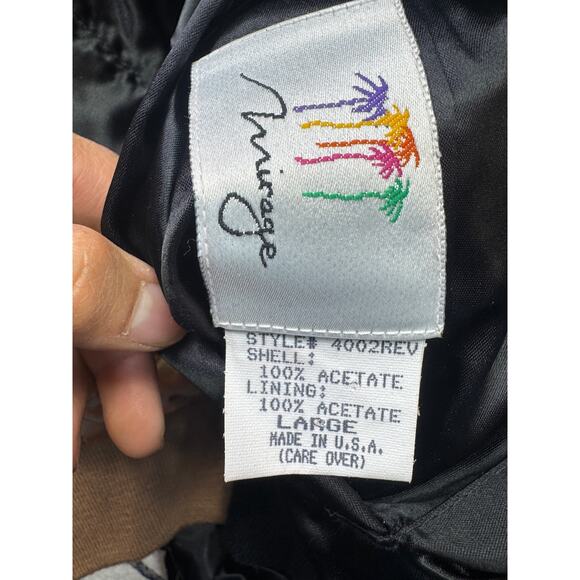 Mirage
STYLE# 4002REV
SHELL:
100% ACETATE
LINING:
100% ACETATE
LARGE
MADE IN U.S.A.
(CARE OVER)